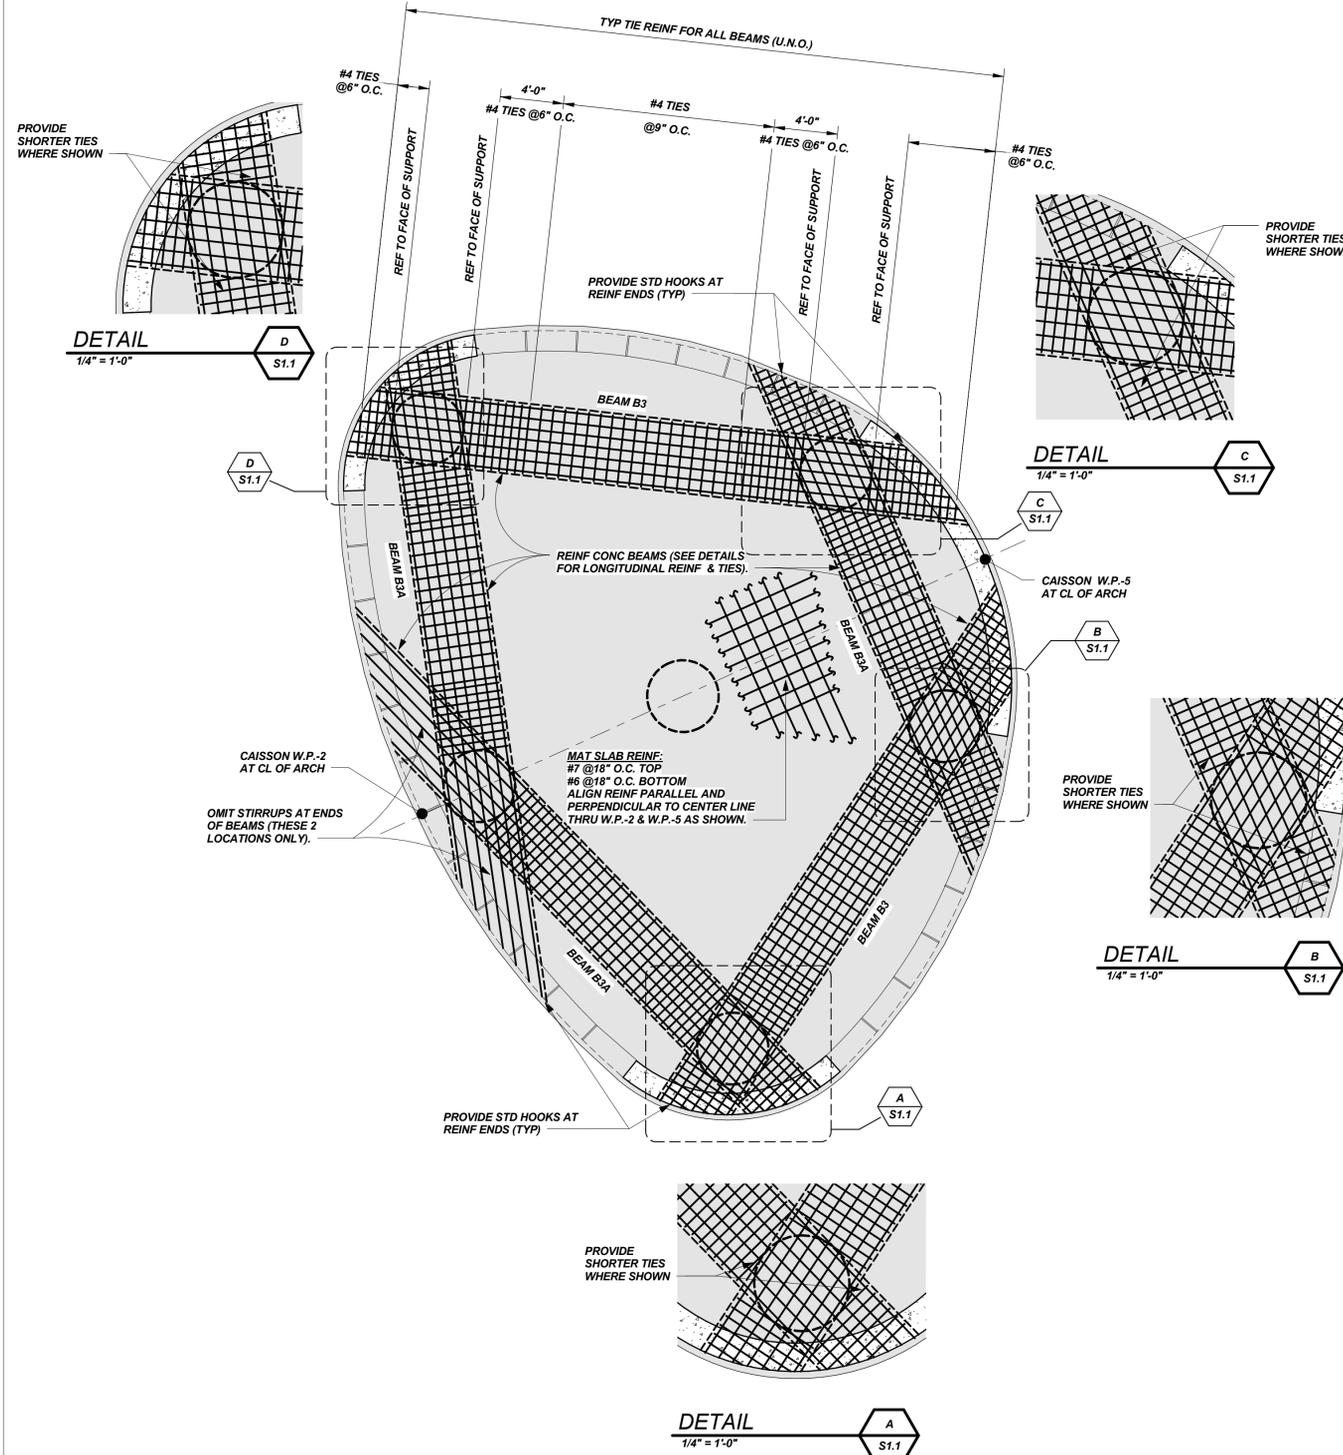 TYP TIE REINF FOR ALL BEAMS (U.N.O.)
#4 TIES
@6" O.C.
4'-0"
#4 TIES @6" O.C.
#4 TIES
@9" O.C.
4'-0"
#4 TIES @6" O.C.
#4 TIES
@6" O.C.
REF TO FACE OF SUPPORT
REF TO FACE OF SUPPORT
REF TO FACE OF SUPPORT
REF TO FACE OF SUPPORT
PROVIDE
SHORTER TIES
WHERE SHOWN
DETAIL
1/4" = 1'-0"
D
S1.1
PROVIDE STD HOOKS AT
REINF ENDS (TYP)
PROVIDE
SHORTER TIES
WHERE SHOW
DETAIL
1/4" = 1'-0"
C
S1.1
BEAM B3
D
S1.1
C
S1.1
BEAM B3A
REINF CONC BEAMS (SEE DETAILS
FOR LONGITUDINAL REINF & TIES).
CAISSON W.P.-5
AT CL OF ARCH
BEAM B3A
B
S1.1
CAISSON W.P.-2
AT CL OF ARCH
OMIT STIRRUPS AT ENDS
OF BEAMS (THESE 2
LOCATIONS ONLY).
MAT SLAB REINF:
#7 @18" O.C. TOP
#6 @18" O.C. BOTTOM
ALIGN REINF PARALLEL AND
PERPENDICULAR TO CENTER LINE
THRU W.P.-2 & W.P.-5 AS SHOWN.
PROVIDE
SHORTER TIES
WHERE SHOWN
DETAIL
1/4" = 1'-0"
B
S1.1
BEAM B3
BEAM B3A
PROVIDE STD HOOKS AT
REINF ENDS (TYP)
A
S1.1
PROVIDE
SHORTER TIES
WHERE SHOWN
DETAIL
1/4" = 1'-0"
A
S1.1